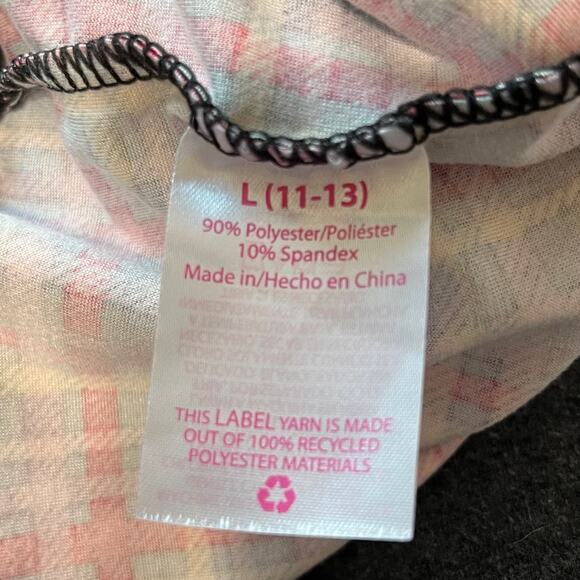 L (11-13)
90% Polyester/Poliéster
10% Spandex
Made in/Hecho en China
THIS LABEL YARN IS MADE
OUT OF 100% RECYCLED
POLYESTER MATERIALS